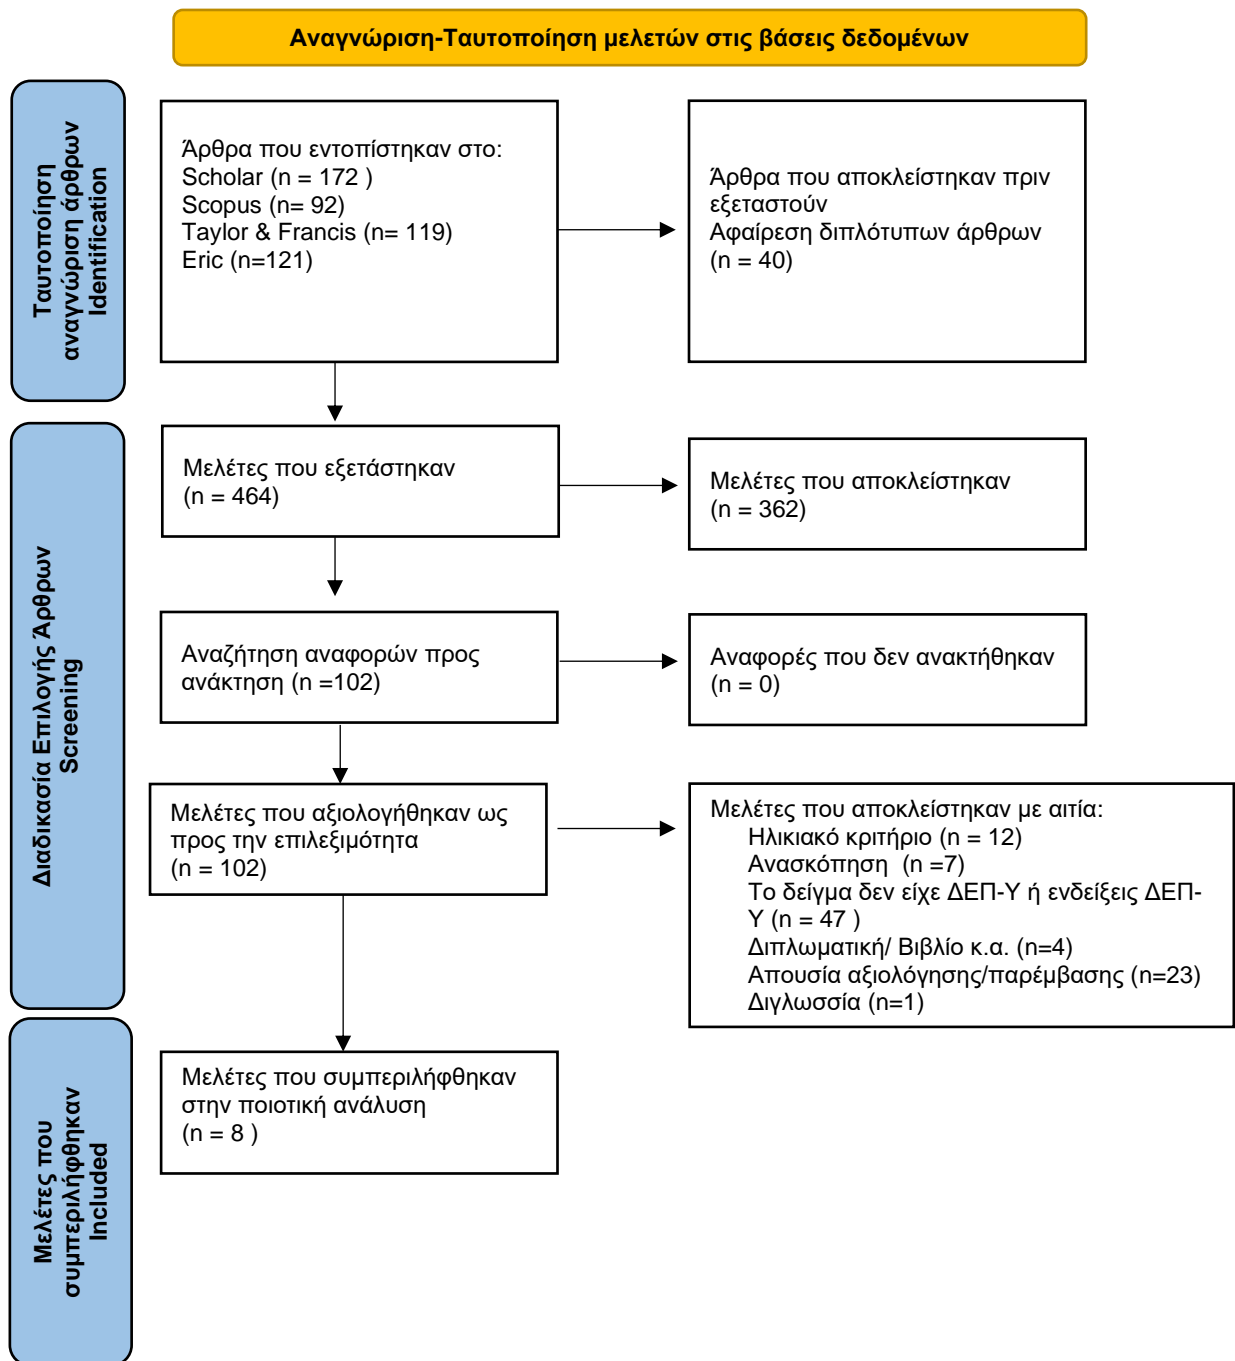 Αναγνώριση-Ταυτοποίηση μελετών στις βάσεις δεδομένων
Ταυτοποίηση
αναγνώριση άρθρων
Identification
Άρθρα που εντοπίστηκαν στο:
Scholar (n = 172 )
Scopus (n= 92)
Taylor & Francis (n= 119)
Eric (n=121)
Άρθρα που αποκλείστηκαν πριν
εξεταστούν
Αφαίρεση διπλότυπων άρθρων
(n = 40)
Διαδικασία Επιλογής Άρθρων
Screening
Μελέτες που εξετάστηκαν
(n = 464)
Μελέτες που αποκλείστηκαν
(n = 362)
Αναζήτηση αναφορών προς
ανάκτηση (n =102)
Αναφορές που δεν ανακτήθηκαν
(n = 0)
Μελέτες που αξιολογήθηκαν ως
προς την επιλεξιμότητα
(n = 102)
Μελέτες που αποκλείστηκαν με αιτία:
Ηλικιακό κριτήριο (n = 12)
Ανασκόπηση  (n =7)
Το δείγμα δεν είχε ΔΕΠ-Υ ή ενδείξεις ΔΕΠ-
Υ (n = 47 )
Διπλωματική/ Βιβλίο κ.α. (n=4)
Απουσία αξιολόγησης/παρέμβασης (n=23)
Διγλωσσία (n=1)
Μελέτες που
συμπεριλήφθηκαν
Included
Μελέτες που συμπεριλήφθηκαν
στην ποιοτική ανάλυση
(n = 8 )